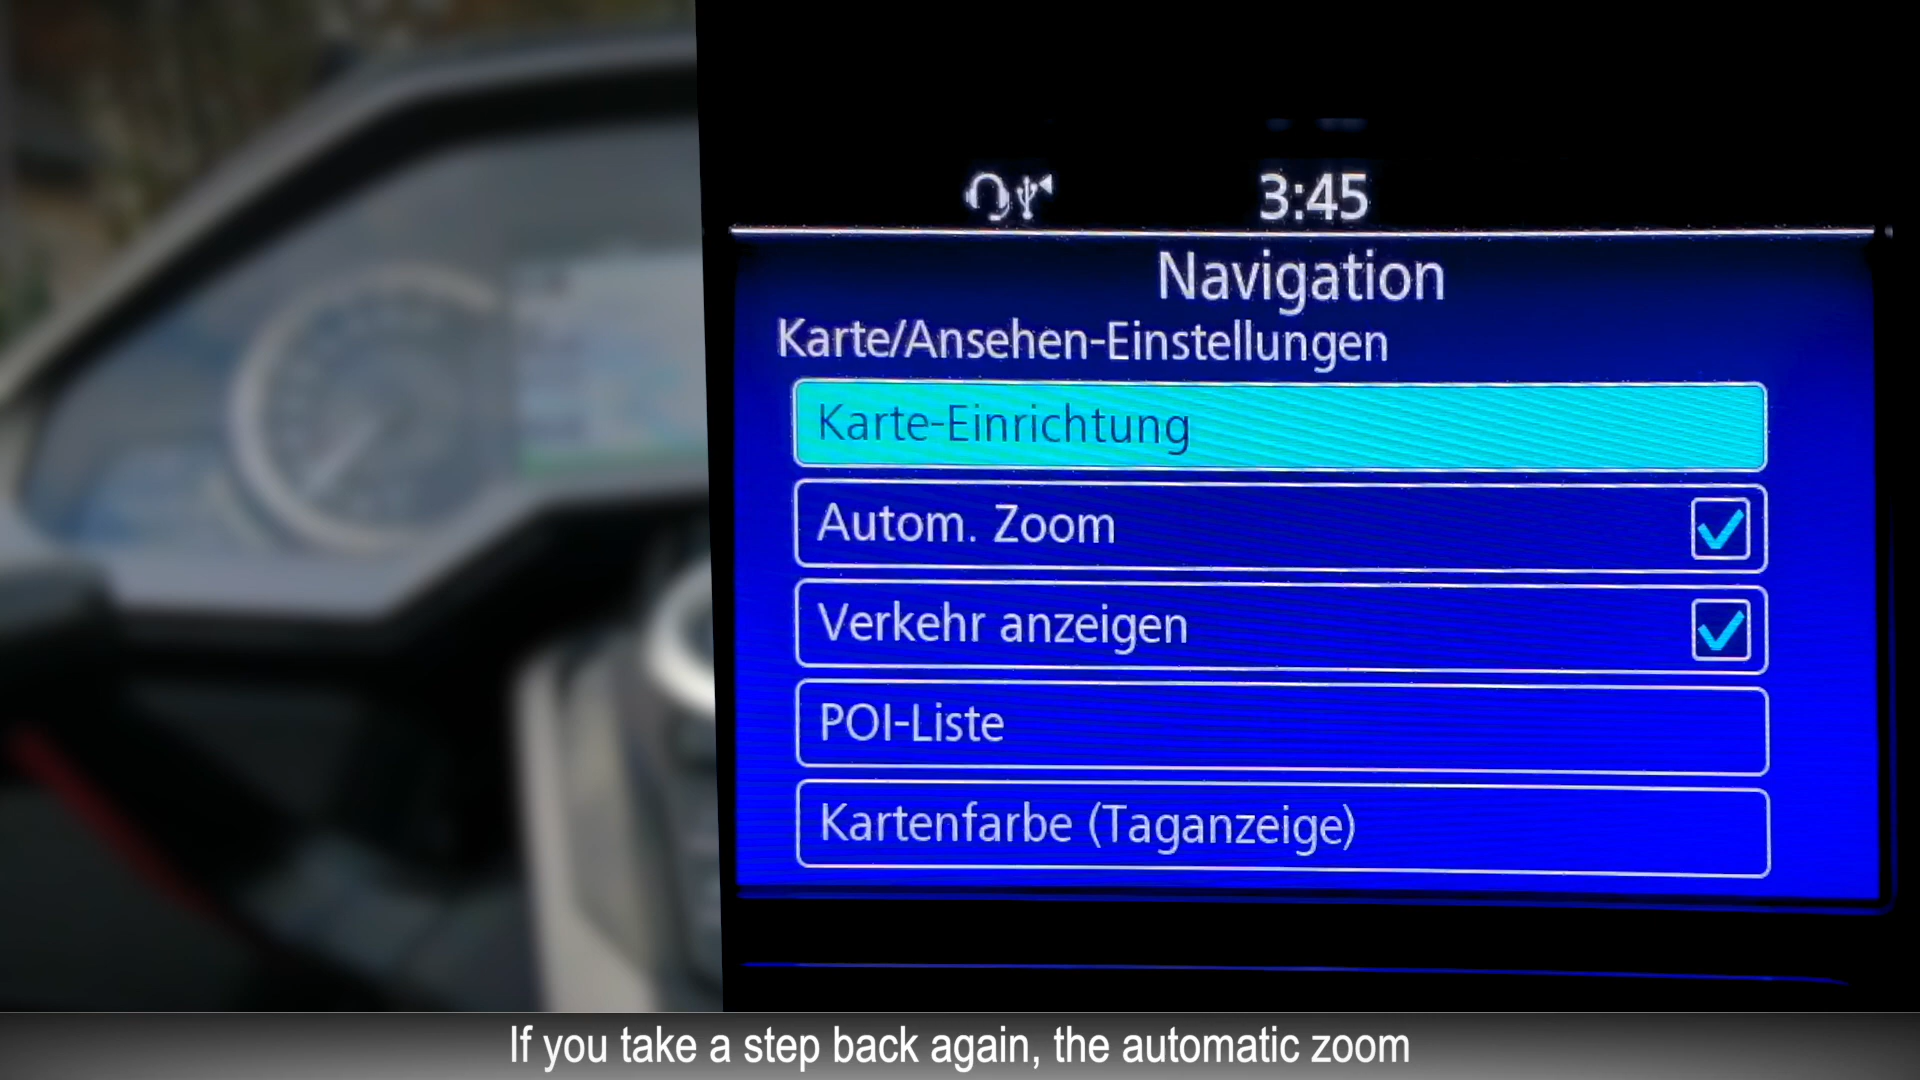 3:45
Navigation
Karte/Ansehen-Einstellungen
Karte-Einrichtung
Autom. Zoom
Verkehr anzeigen
POI-Liste
Kartenfarbe (Taganzeige)
If you take a step back again, the automatic zoom